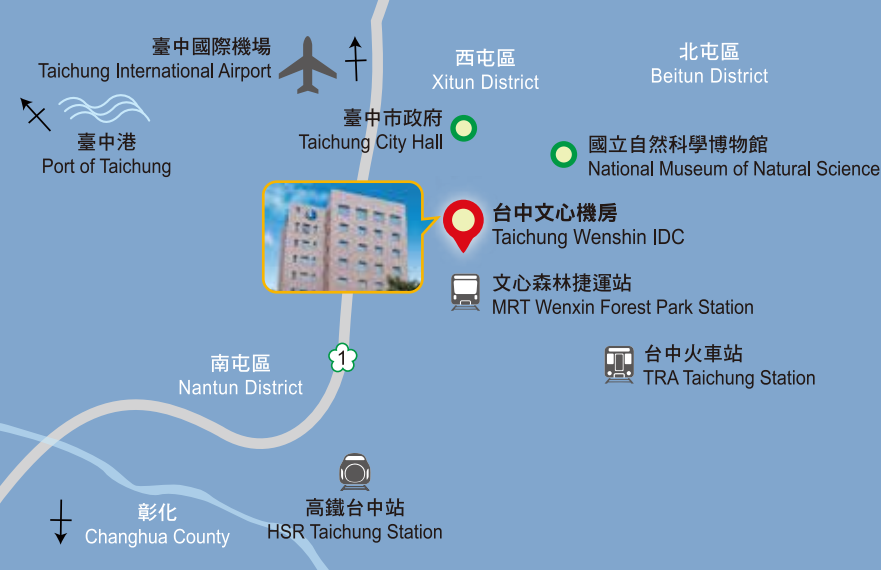 臺中國際機場
Taichung International Airport
西屯區
Xitun District
北屯區
Beitun District
臺中港
Port of Taichung
臺中市政府
Taichung City Hall
國立自然科學博物館
National Museum of Natural Science
台中文心機房
Taichung Wenshin IDC
文心森林捷運站
MRT Wenxin Forest Park Station
台中火車站
TRA Taichung Station
南屯區
Nantun District
1
高鐵台中站
HSR Taichung Station
彰化
Changhua County